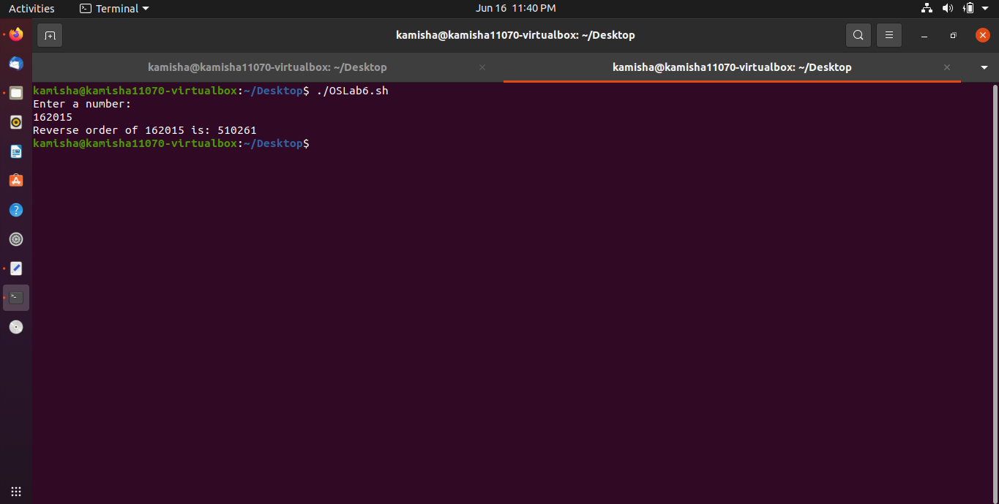 Activities Terminal Jun 16 11:40 PM
kamisha@kamisha11070-virtualbox: ~/Desktop
kamisha@kamisha11070-virtualbox: ~/Desktop kamisha@kamisha11070-virtualbox: ~/Desktop
kamisha@kamisha11070-virtualbox:~/Desktop$ ./OSLab6.sh
Enter a number:
162015
Reverse order of 162015 is: 510261
kamisha@kamisha11070-virtualbox:~/Desktop$